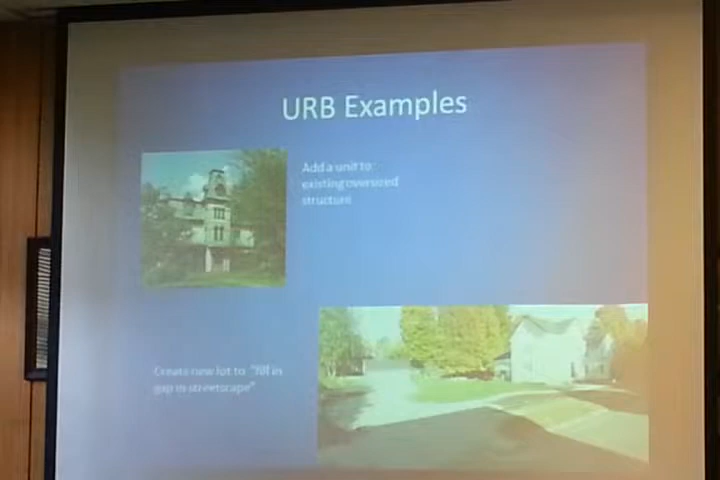 URB Examples
Add a unit to
existing oversized
structure
Create new lot to "fill in
gap in streetscape"